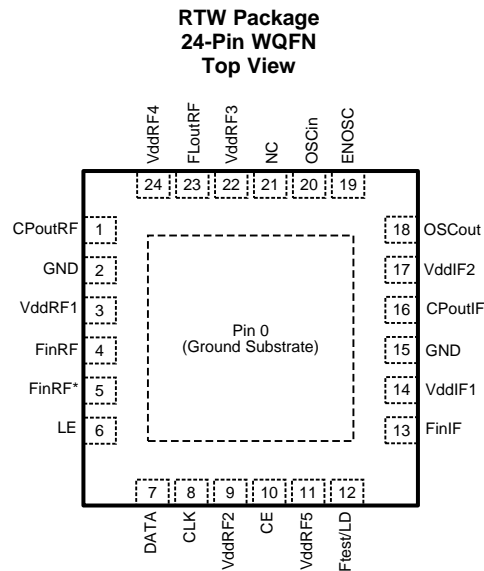 RTW Package
24-Pin WQFN
Top View
VddRF4
FLoutRF
VddRF3
NC
OSCin
ENOSC
24 23 22 21 20 19
CPoutRF 1
GND 2
VddRF1 3
FinRF 4
FinRF* 5
LE 6
Pin 0
(Ground Substrate)
18 OSCout
17 VddIF2
16 CPoutIF
15 GND
14 VddIF1
13 FinIF
7 8 9 10 11 12
DATA
CLK
VddRF2
CE
VddRF5
Ftest/LD